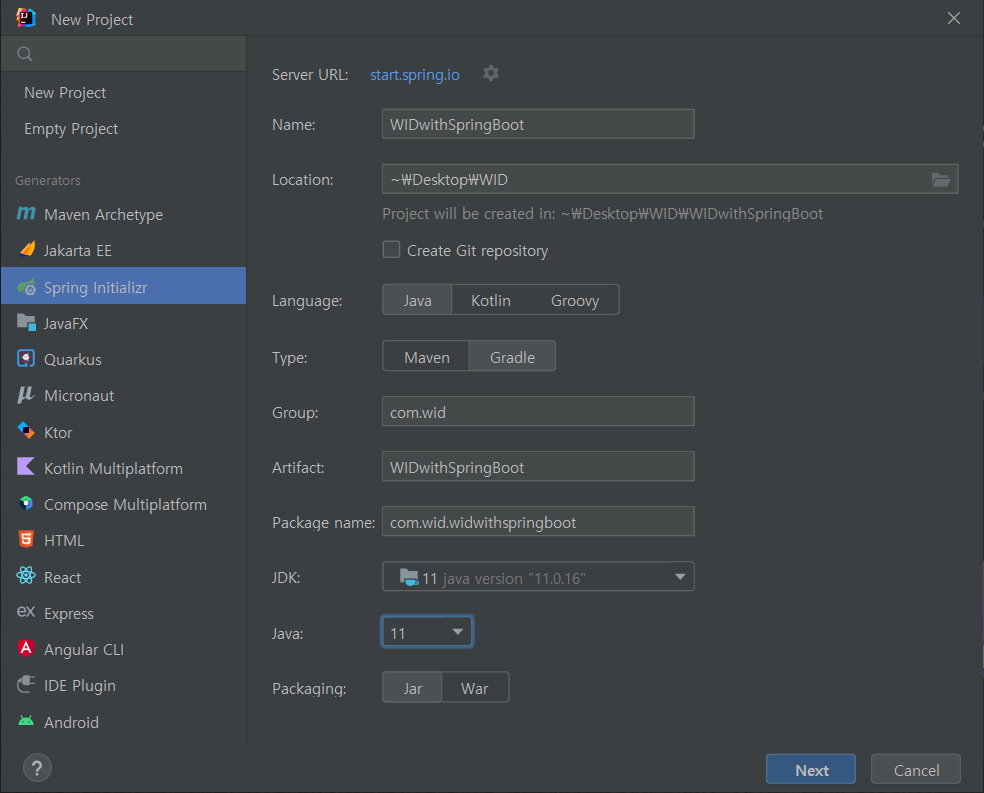 New Project
New Project
Empty Project
Generators
Maven Archetype
Jakarta EE
Spring Initializr
JavaFX
Quarkus
Micronaut
Ktor
Kotlin Multiplatform
Compose Multiplatform
HTML
React
Express
Angular CLI
IDE Plugin
Android
Server URL: start.spring.io
Name: WIDwithSpringBoot
Location: ~₩Desktop₩WID
Project will be created in: ~₩Desktop₩WID₩WIDwithSpringBoot
Create Git repository
Language: Java Kotlin Groovy
Type: Maven Gradle
Group: com.wid
Artifact: WIDwithSpringBoot
Package name: com.wid.widwithspringboot
JDK: 11 java version "11.0.16"
Java: 11
Packaging: Jar War
? Next Cancel